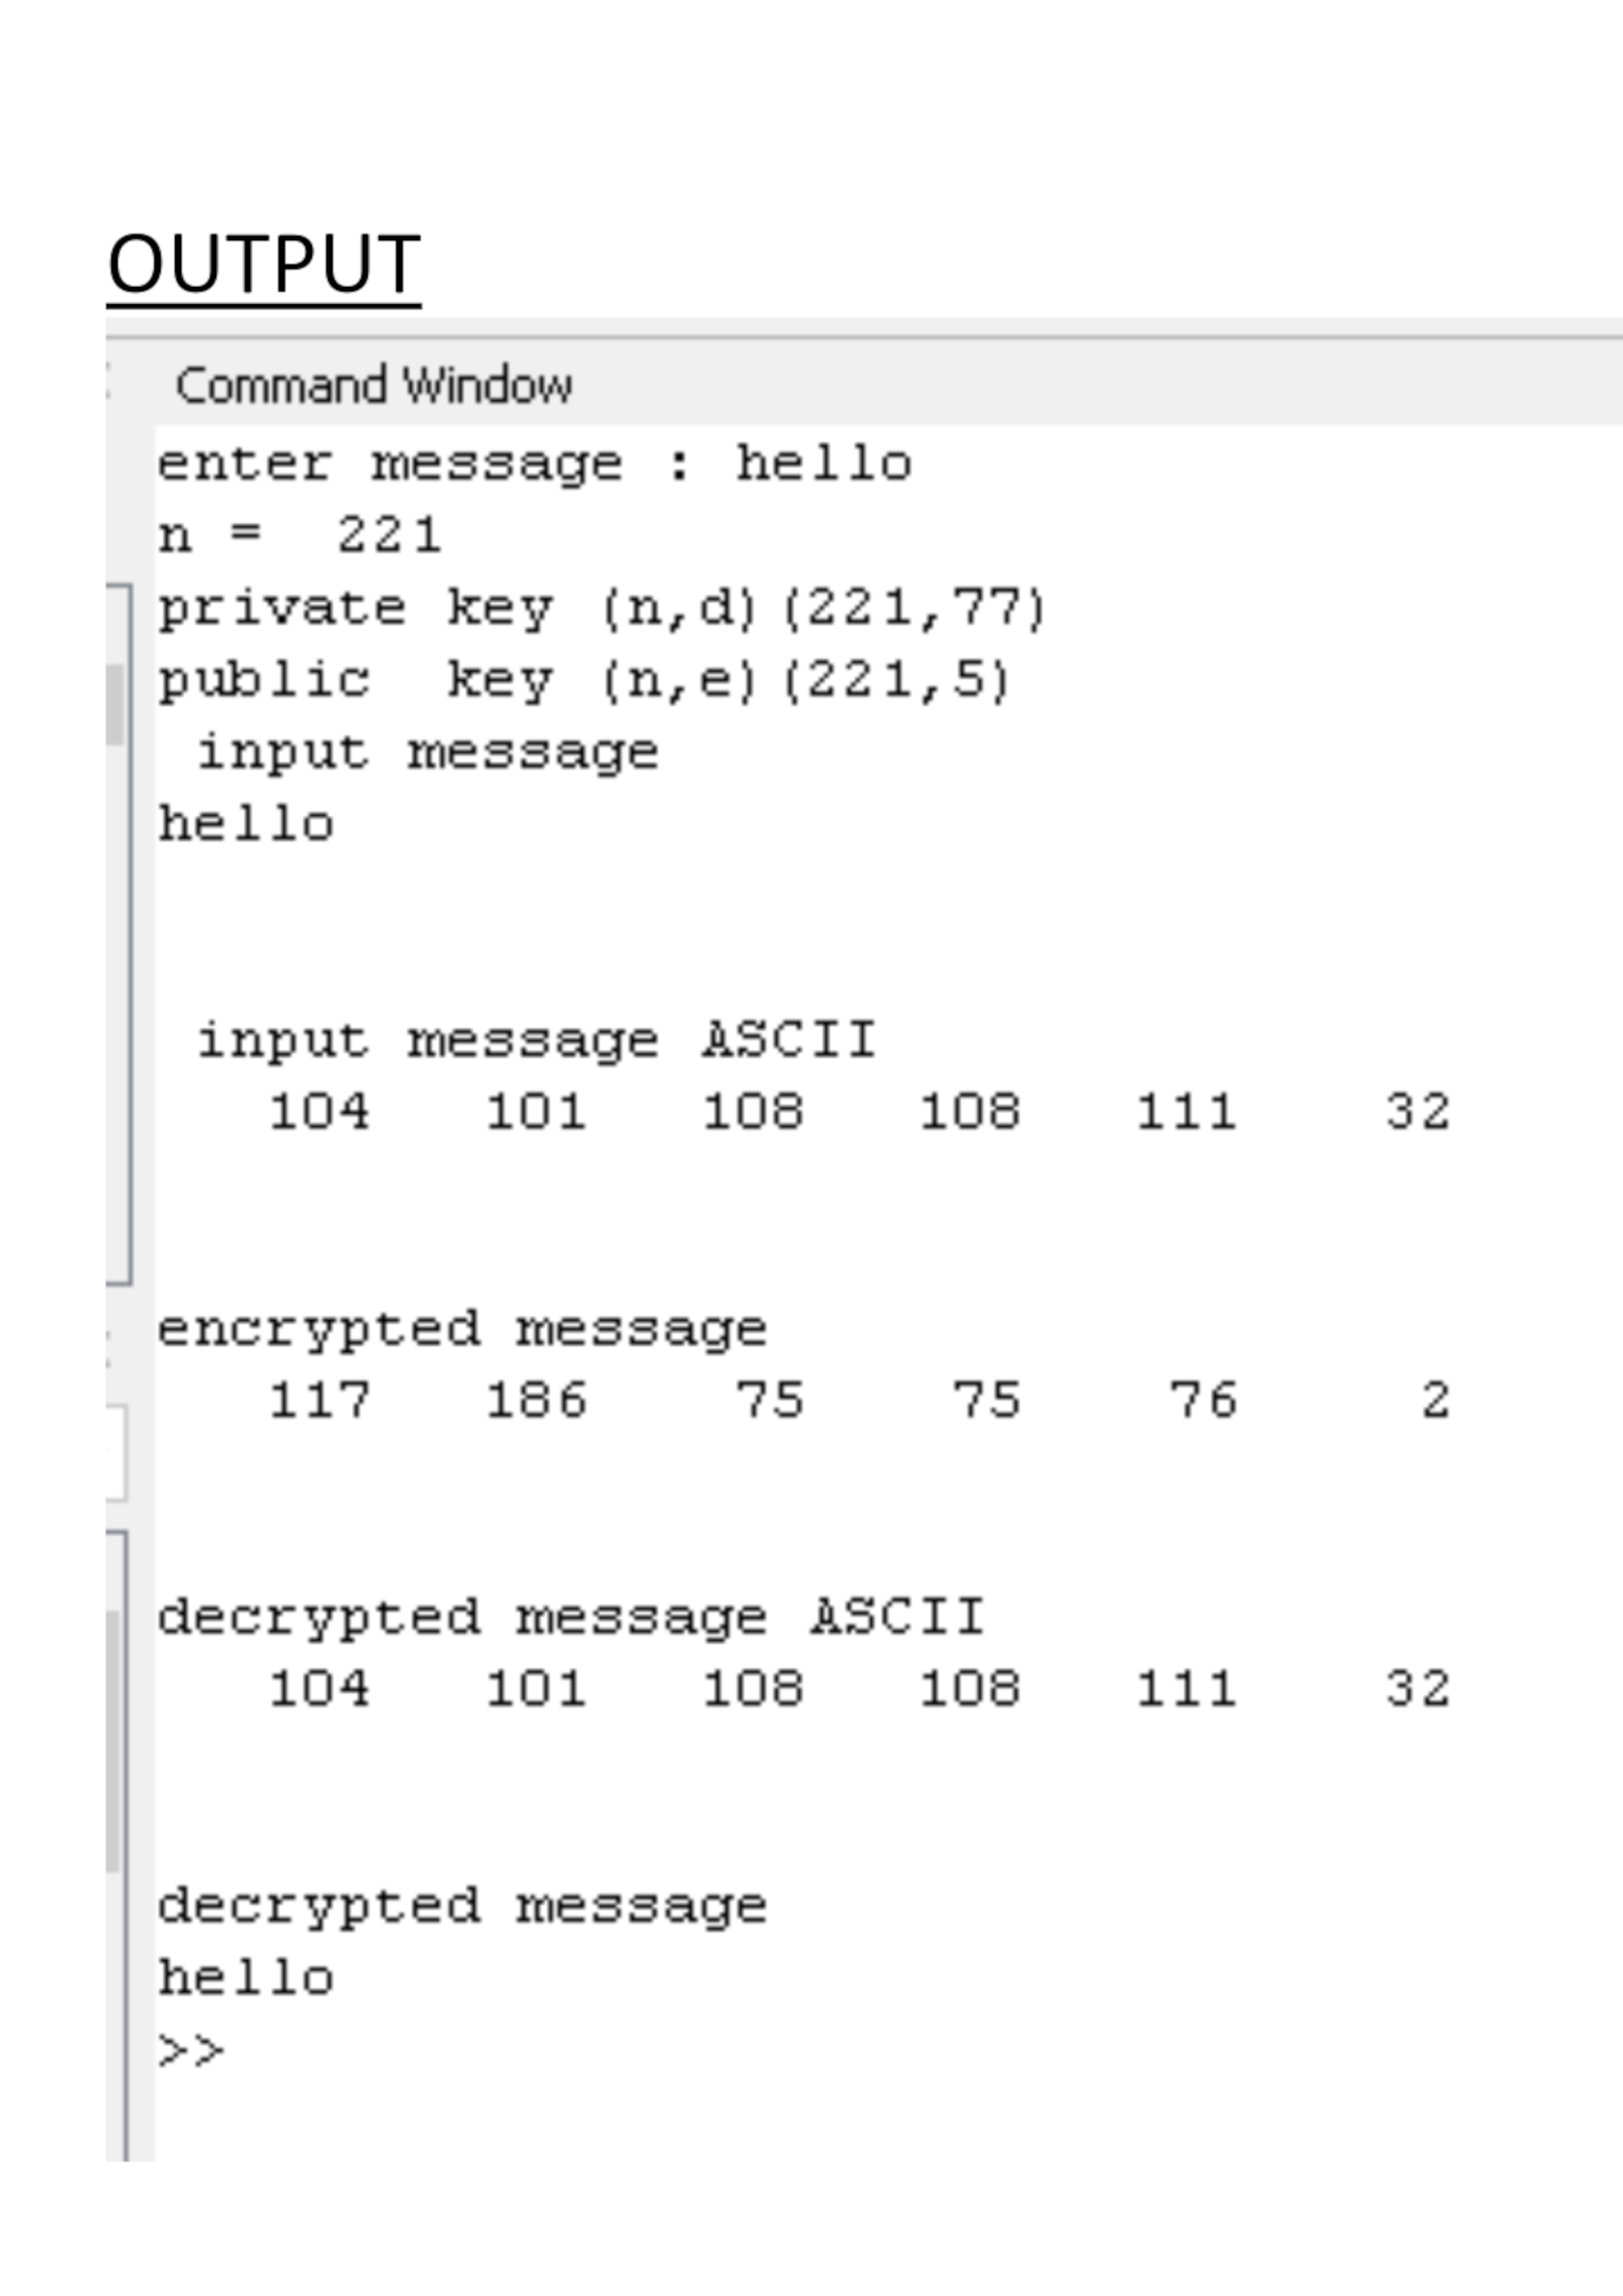 OUTPUT
Command Window
enter message : hello
n =  221
private key (n,d)(221,77)
public  key (n,e)(221,5)
 input message
hello
 input message ASCII
   104   101   108   108   111    32
encrypted message
   117   186    75    75    76     2
decrypted message ASCII
   104   101   108   108   111    32
decrypted message
hello
>>